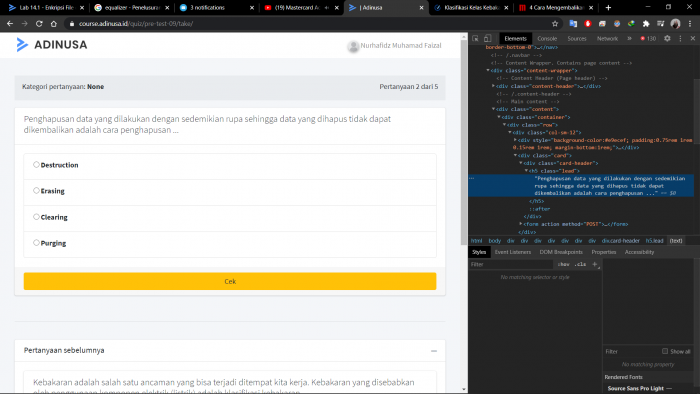 Lab 14.1 - Enkripsi File
equalizer - Penelusura
3 notifications
(19) Mastercard A
| Adinusa
Klasifikasi Kelas Kebaka
4 Cara Mengembalika
course.adinusa.id/quiz/pre-test-09/take/
ADINUSA
Nurhafidz Muhamad Faizal
Kategori pertanyaan: None
Pertanyaan 2 dari 5
Penghapusan data yang dilakukan dengan sedemikian rupa sehingga data yang dihapus tidak dapat
dikembalikan adalah cara penghapusan ...
Destruction
Erasing
Clearing
Purging
Cek
Pertanyaan sebelumnya
Kebakaran adalah salah satu ancaman yang bisa terjadi ditempat kita kerja. Kebakaran yang disebabkan
Elements
Console
Sources
130
border-bottom-0">…</nav>
<!-- /.navbar -->
<!-- Content Wrapper. Contains page content -->
<div class="content-wrapper">
<!-- Content Header (Page header) -->
<div class="content-header">…</div>
<!-- /.content-header -->
<!-- Main content -->
<div class="content">
<div class="container">
<div class="row">
<div class="col-sm-12">
<div style="background-color:#e9ecef; padding:0.75rem 1rem
0.15rem 1rem; margin-bottom:1rem;">…</div>
<div class="card">
<div class="card-header">
<h5 class="lead">
"Penghapusan data yang dilakukan dengan sedemikian
rupa sehingga data yang dihapus tidak dapat
dikembalikan adalah cara penghapusan ..." == $0
</h5>
::after
</div>
<form action method="POST">…</form>
</div>
html body div div div div div div div div.card-header h5.lead (text)
Styles
Event Listeners
DOM Breakpoints
Properties
Accessibility
Filter
:hov .cls +
No matching selector or style
Filter
Show all
No matching property
Rendered Fonts
Source Sans Pro Light —